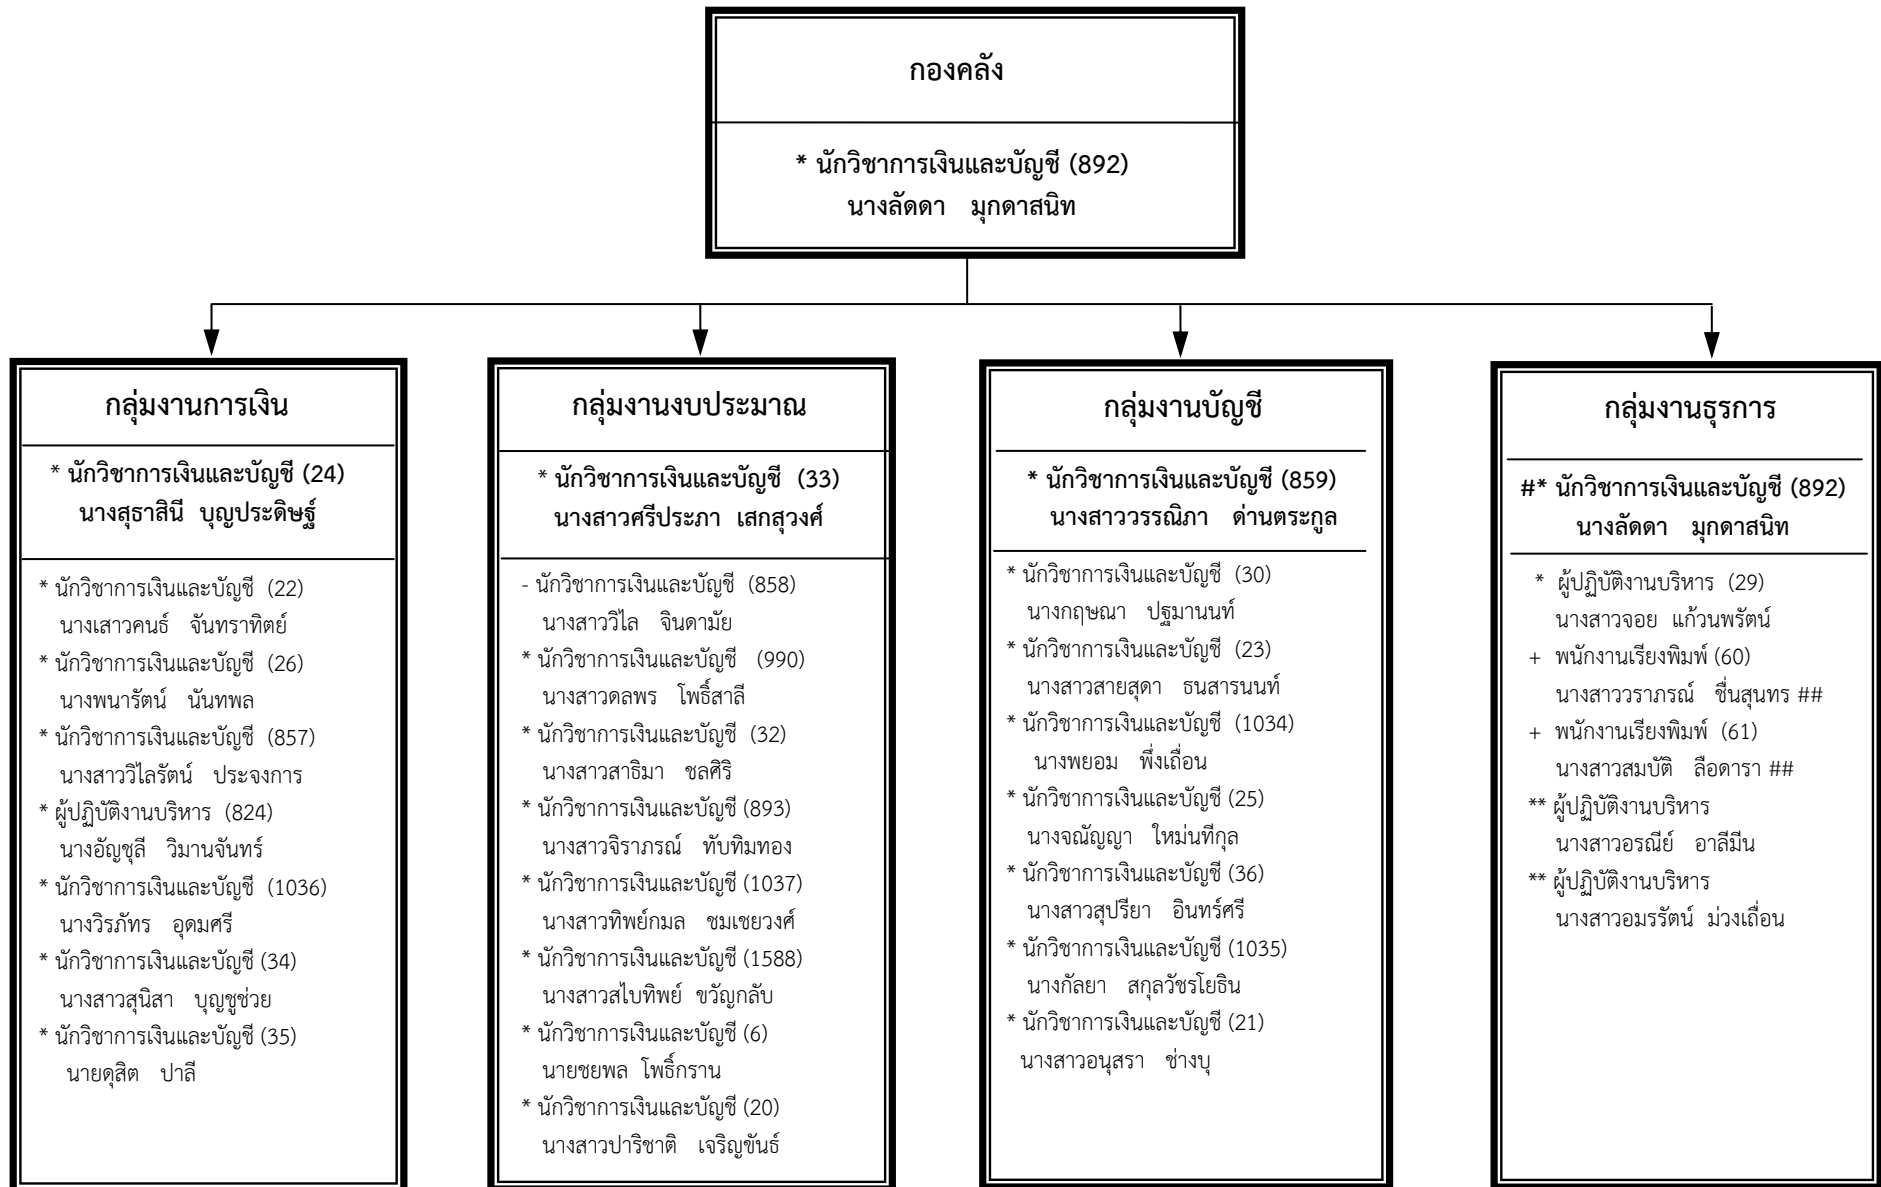 กองคลัง
* นักวิชาการเงินและบัญชี (892)
นางลัดดา มุกดาสนิท
กลุ่มงานการเงิน
* นักวิชาการเงินและบัญชี (24)
นางสุธาสินี บุญประดิษฐ์
* นักวิชาการเงินและบัญชี (22)
นางเสาวคนธ์ จันทราทิตย์
* นักวิชาการเงินและบัญชี (26)
นางพนารัตน์ นันทพล
* นักวิชาการเงินและบัญชี (857)
นางสาววิไลรัตน์ ประจงการ
* ผู้ปฏิบัติงานบริหาร (824)
นางอัญชุลี วิมานจันทร์
* นักวิชาการเงินและบัญชี (1036)
นางวิรภัทร อุดมศรี
* นักวิชาการเงินและบัญชี (34)
นางสาวสุนิสา บุญชูช่วย
* นักวิชาการเงินและบัญชี (35)
นายดุสิต ปาลี
กลุ่มงานงบประมาณ
* นักวิชาการเงินและบัญชี (33)
นางสาวศรีประภา เสกสุวงศ์
- นักวิชาการเงินและบัญชี (858)
นางสาววิไล จินดามัย
* นักวิชาการเงินและบัญชี (990)
นางสาวดลพร โพธิ์สาลี
* นักวิชาการเงินและบัญชี (32)
นางสาวสาธิมา ชลศิริ
* นักวิชาการเงินและบัญชี (893)
นางสาวจิราภรณ์ ทับทิมทอง
* นักวิชาการเงินและบัญชี (1037)
นางสาวทิพย์กมล ชมเชยวงศ์
* นักวิชาการเงินและบัญชี (1588)
นางสาวสไบทิพย์ ขวัญกลับ
* นักวิชาการเงินและบัญชี (6)
นายชยพล โพธิ์กราน
* นักวิชาการเงินและบัญชี (20)
นางสาวปาริชาติ เจริญขันธ์
กลุ่มงานบัญชี
* นักวิชาการเงินและบัญชี (859)
นางสาววรรณิภา ด่านตระกูล
* นักวิชาการเงินและบัญชี (30)
นางกฤษณา ปฐมานนท์
* นักวิชาการเงินและบัญชี (23)
นางสาวสายสุดา ธนสารนนท์
* นักวิชาการเงินและบัญชี (1034)
นางพยอม พึ่งเถื่อน
* นักวิชาการเงินและบัญชี (25)
นางจณัญญา ใหม่นทีกุล
* นักวิชาการเงินและบัญชี (36)
นางสาวสุปรียา อินทร์ศรี
* นักวิชาการเงินและบัญชี (1035)
นางกัลยา สกุลวัชรโยธิน
* นักวิชาการเงินและบัญชี (21)
นางสาวอนุสรา ช่างบุ
กลุ่มงานธุรการ
#* นักวิชาการเงินและบัญชี (892)
นางลัดดา มุกดาสนิท
* ผู้ปฏิบัติงานบริหาร (29)
นางสาวจอย แก้วนพรัตน์
+ พนักงานเรียงพิมพ์ (60)
นางสาววราภรณ์ ชื่นสุนทร ##
+ พนักงานเรียงพิมพ์ (61)
นางสาวสมบัติ ลือดารา ##
** ผู้ปฏิบัติงานบริหาร
นางสาวอรณีย์ อาลีมีน
** ผู้ปฏิบัติงานบริหาร
นางสาวอมรรัตน์ ม่วงเถื่อน